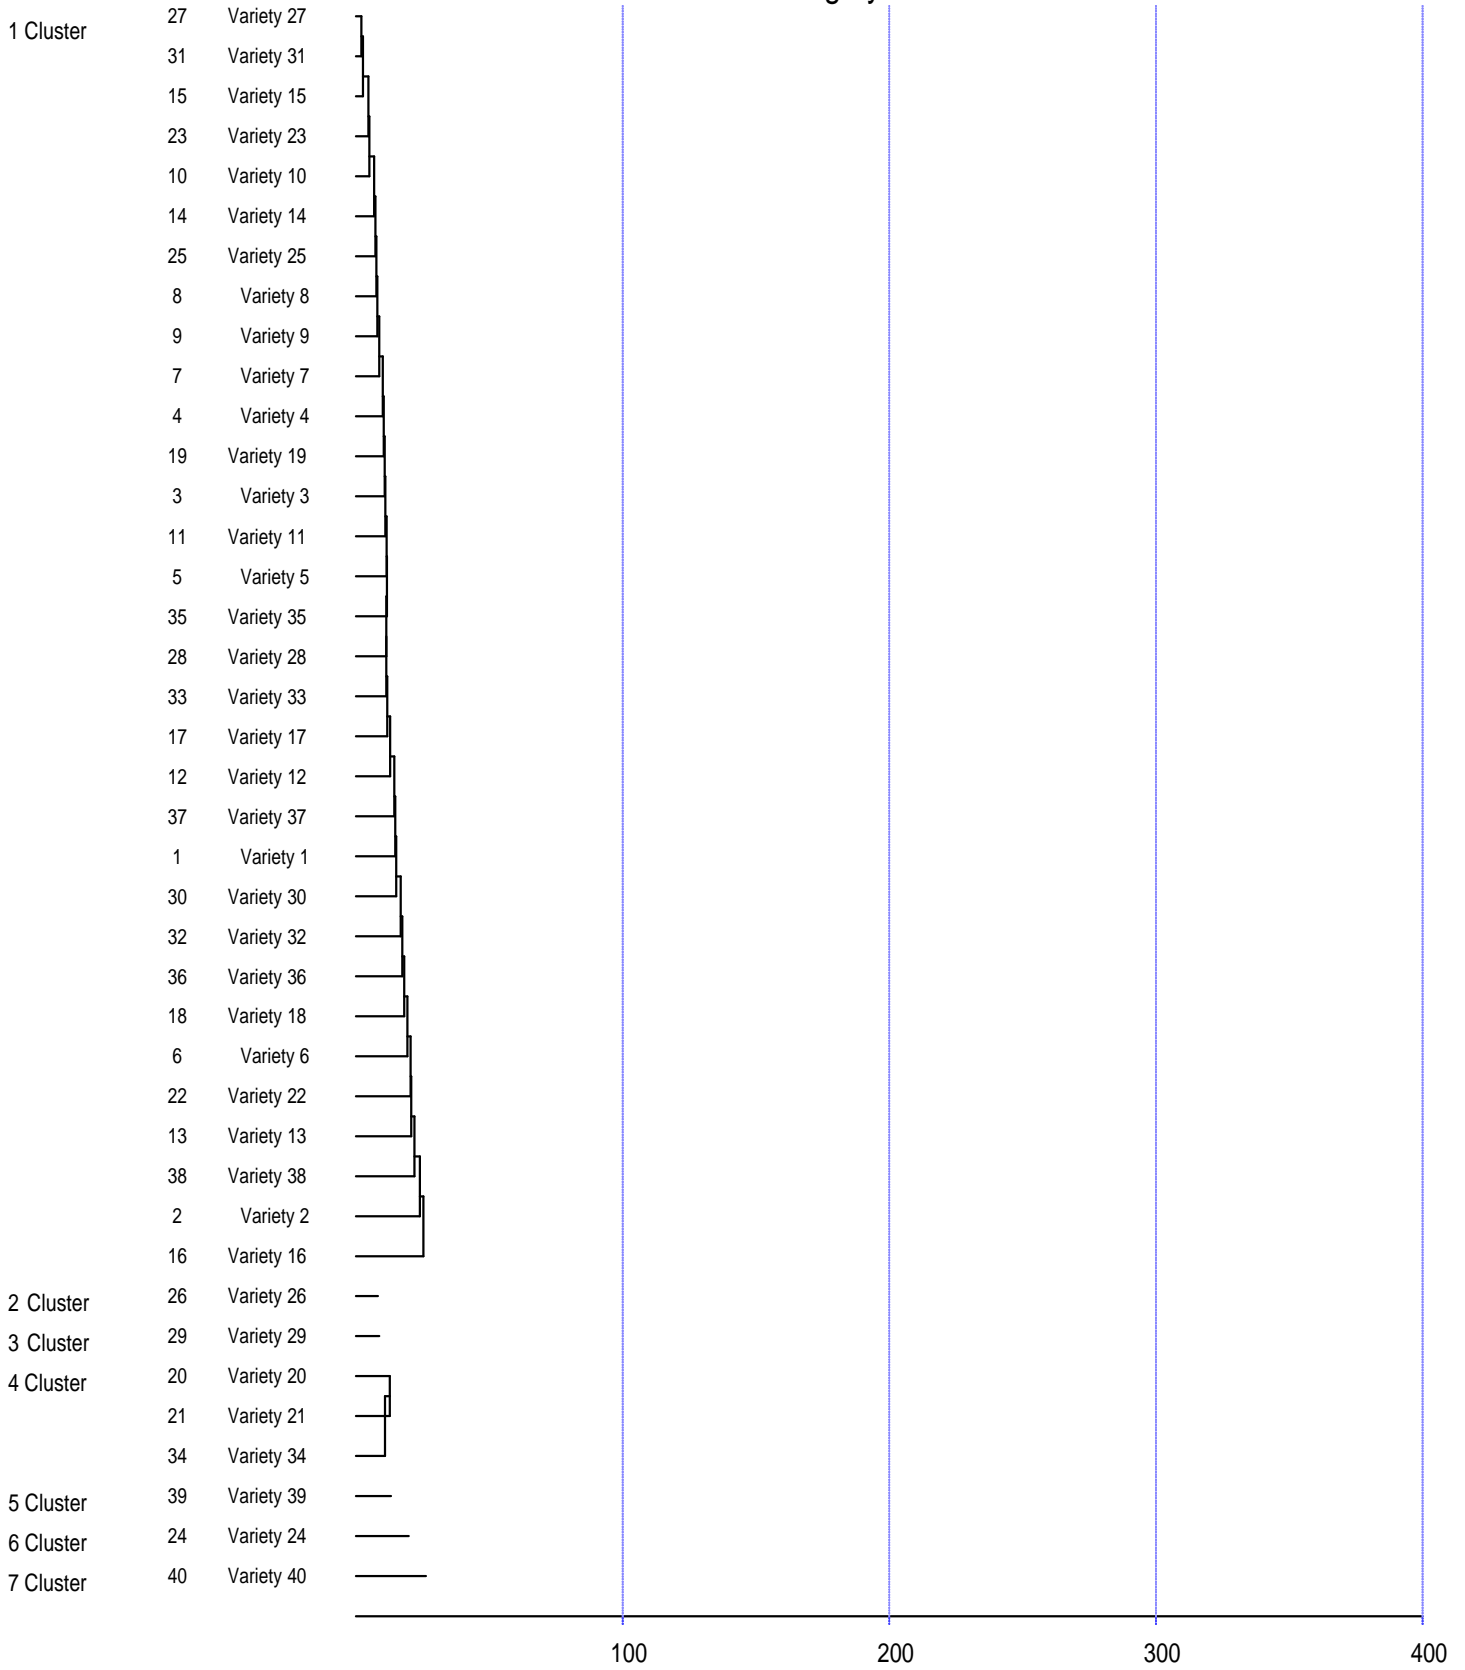 1 Cluster 27 Variety 27
31 Variety 31
15 Variety 15
23 Variety 23
10 Variety 10
14 Variety 14
25 Variety 25
8 Variety 8
9 Variety 9
7 Variety 7
4 Variety 4
19 Variety 19
3 Variety 3
11 Variety 11
5 Variety 5
35 Variety 35
28 Variety 28
33 Variety 33
17 Variety 17
12 Variety 12
37 Variety 37
1 Variety 1
30 Variety 30
32 Variety 32
36 Variety 36
18 Variety 18
6 Variety 6
22 Variety 22
13 Variety 13
38 Variety 38
2 Variety 2
16 Variety 16
2 Cluster 26 Variety 26
3 Cluster 29 Variety 29
4 Cluster 20 Variety 20
21 Variety 21
34 Variety 34
5 Cluster 39 Variety 39
6 Cluster 24 Variety 24
7 Cluster 40 Variety 40
100 200 300 400